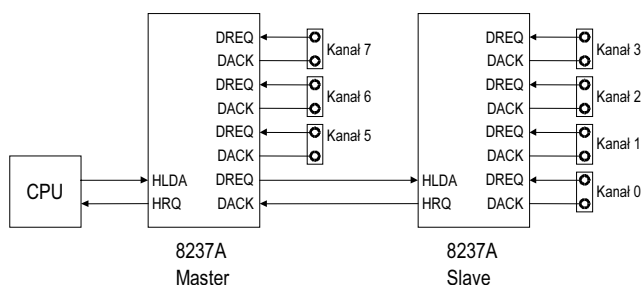 DREQ
DACK
Kanał 7
DREQ
DACK
Kanał 6
DREQ
DACK
Kanał 5
CPU
HLDA
HRQ
DREQ
DACK
8237A
Master
DREQ
DACK
Kanał 3
DREQ
DACK
Kanał 2
DREQ
DACK
Kanał 1
HLDA
HRQ
DREQ
DACK
Kanał 0
8237A
Slave